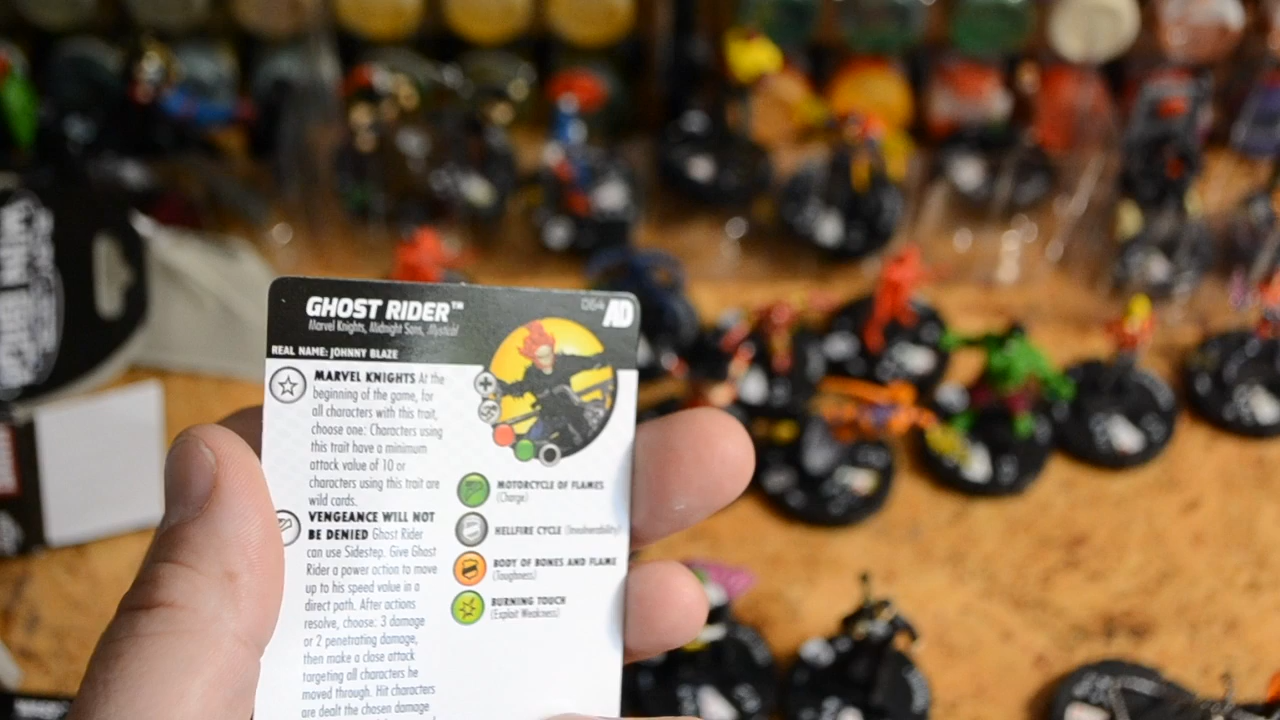 GHOST RIDER™
064 AD
Marvel Knights, Midnight Sons, Mystical
REAL NAME: JOHNNY BLAZE
MARVEL KNIGHTS At the
beginning of the game, for
all characters with this trait,
choose one: Characters using
this trait have a minimum
attack value of 10 or
characters using this trait are
wild cards.
VENGEANCE WILL NOT
BE DENIED Ghost Rider
can use Sidestep. Give Ghost
Rider a power action to move
up to his speed value in a
direct path. After actions
resolve, choose: 3 damage
or 2 penetrating damage,
then make a close attack
targeting all characters he
moved through. Hit characters
are dealt the chosen damage
MOTORCYCLE OF FLAMES
(Charge)
HELLFIRE CYCLE (Invulnerability)
BODY OF BONES AND FLAME
(Toughness)
BURNING TOUCH
(Exploit Weakness)